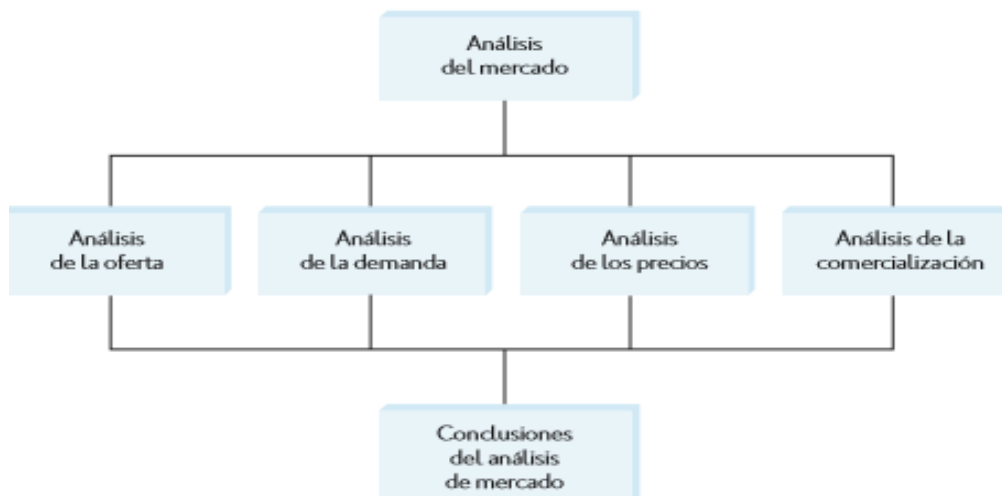 Análisis
del mercado
Análisis
de la oferta
Análisis
de la demanda
Análisis
de los precios
Análisis de la
comercialización
Conclusiones
del análisis
de mercado